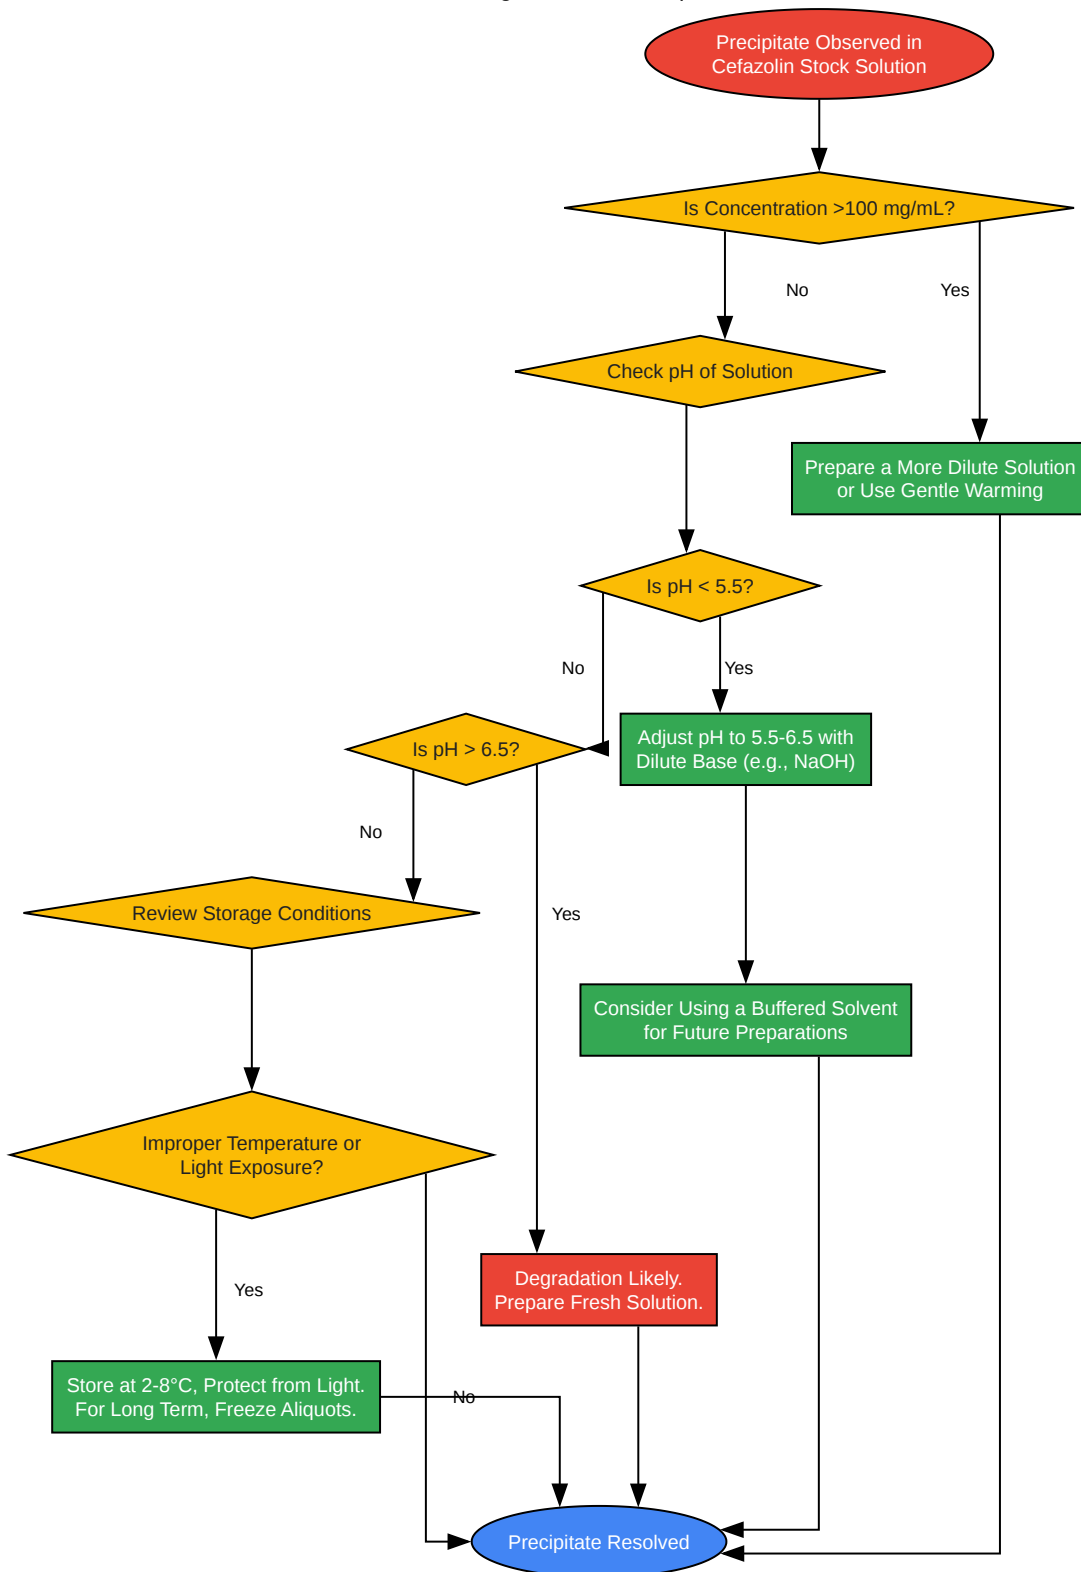 Precipitate Observed in
Cefazolin Stock Solution
Is Concentration >100 mg/mL?
No
Yes
Check pH of Solution
Prepare a More Dilute Solution
or Use Gentle Warming
Is pH < 5.5?
No
Yes
Is pH > 6.5?
Adjust pH to 5.5-6.5 with
Dilute Base (e.g., NaOH)
No
Review Storage Conditions
Yes
Consider Using a Buffered Solvent
for Future Preparations
Improper Temperature or
Light Exposure?
Yes
Degradation Likely.
Prepare Fresh Solution.
Store at 2-8°C, Protect from Light.
For Long Term, Freeze Aliquots.
No
Precipitate Resolved